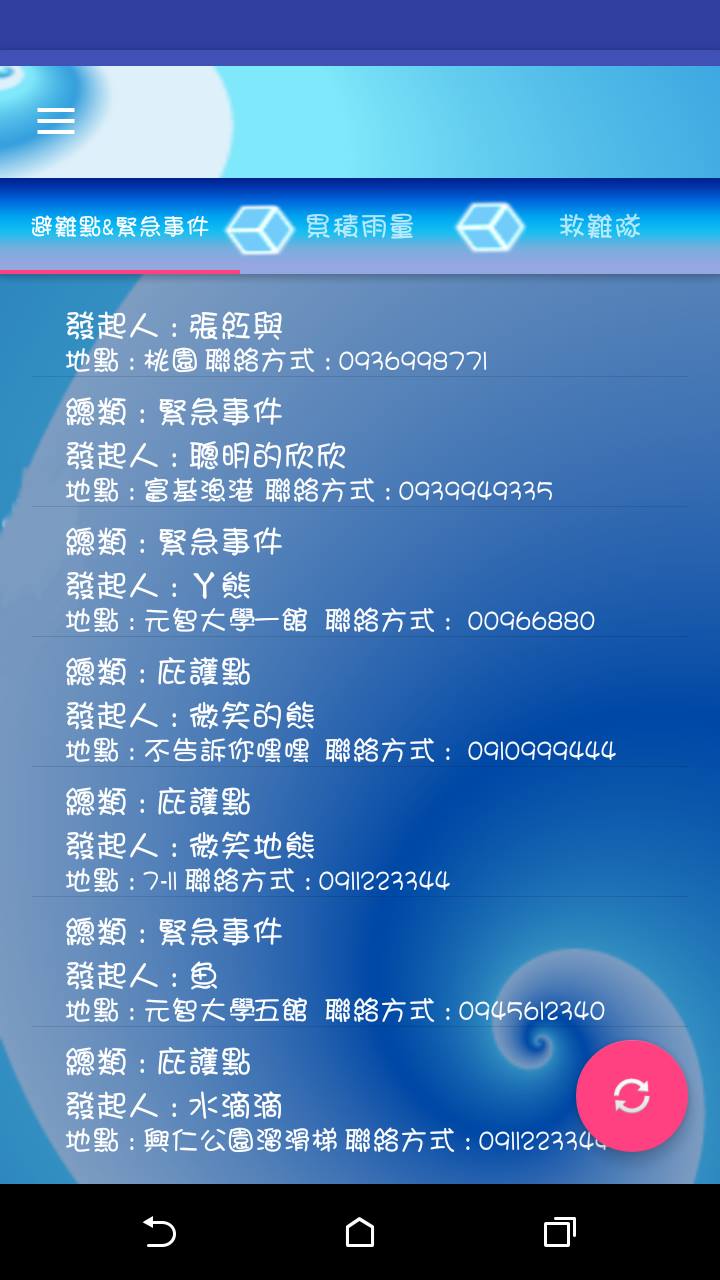 避難點&緊急事件 累積雨量 救難隊
發起人：張紅與
地點：桃園 聯絡方式：0936998771
總類：緊急事件
發起人：聰明的欣欣
地點：富基漁港 聯絡方式：0939949335
總類：緊急事件
發起人：丫熊
地點：元智大學一館 聯絡方式： 00966880
總類：庇護點
發起人：微笑的熊
地點：不告訴你嘿嘿 聯絡方式： 0910999444
總類：庇護點
發起人：微笑地熊
地點：7-11 聯絡方式：0911223344
總類：緊急事件
發起人：魚
地點：元智大學五館 聯絡方式：0945612340
總類：庇護點
發起人：水滴滴
地點：興仁公園溜滑梯 聯絡方式：091122334